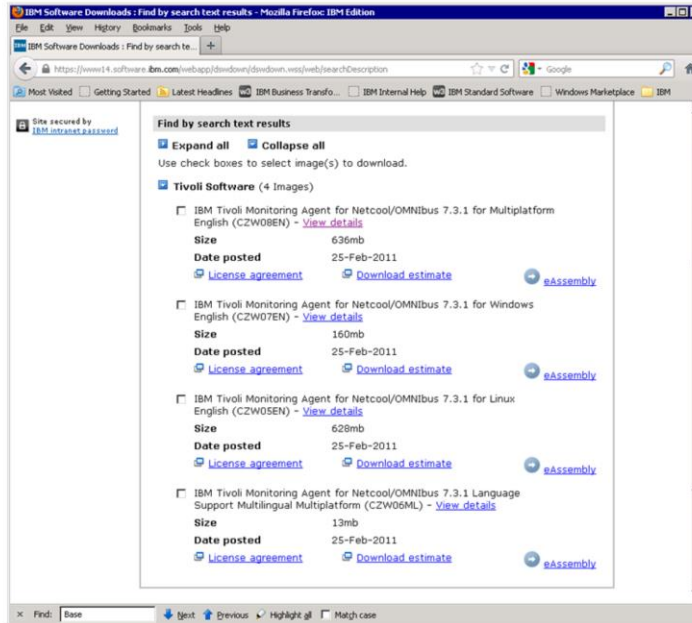 IBM Software Downloads : Find by search text results - Mozilla Firefox: IBM Edition
File Edit View History Bookmarks Tools Help
IBM Software Downloads : Find by search te... +
https://www14.software.ibm.com/webapp/dswdown/dswdown.wss/web/searchDescription Google
Most Visited Getting Started Latest Headlines IBM Business Transfo... IBM Internal Help IBM Standard Software Windows Marketplace IBM
Site secured by
IBM intranet password
Find by search text results
Expand all Collapse all
Use check boxes to select image(s) to download.
Tivoli Software (4 Images)
IBM Tivoli Monitoring Agent for Netcool/OMNIbus 7.3.1 for Multiplatform
English (CZW08EN) - View details
Size 636mb
Date posted 25-Feb-2011
License agreement Download estimate eAssembly
IBM Tivoli Monitoring Agent for Netcool/OMNIbus 7.3.1 for Windows
English (CZW07EN) - View details
Size 160mb
Date posted 25-Feb-2011
License agreement Download estimate eAssembly
IBM Tivoli Monitoring Agent for Netcool/OMNIbus 7.3.1 for Linux
English (CZW05EN) - View details
Size 628mb
Date posted 25-Feb-2011
License agreement Download estimate eAssembly
IBM Tivoli Monitoring Agent for Netcool/OMNIbus 7.3.1 Language
Support Multilingual Multiplatform (CZW06ML) - View details
Size 13mb
Date posted 25-Feb-2011
License agreement Download estimate eAssembly
× Find: Base Next Previous Highlight all Match case